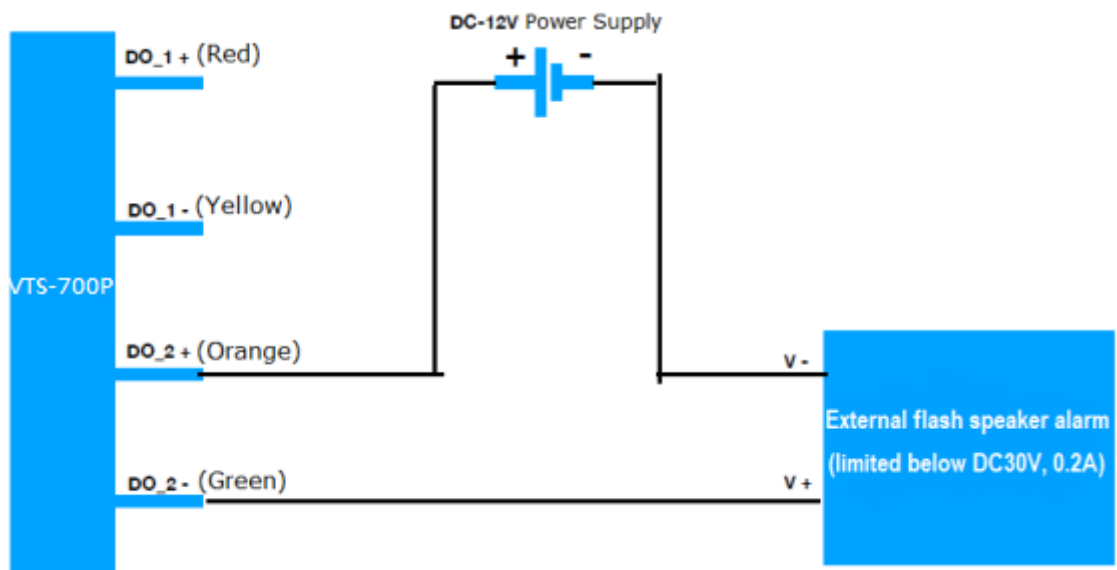 DC-12V Power Supply
+ -
DO_1 + (Red)
DO_1 - (Yellow)
VTS-700P
DO_2 + (Orange)
V -
External flash speaker alarm
(limited below DC30V, 0.2A)
DO_2 - (Green)
V +